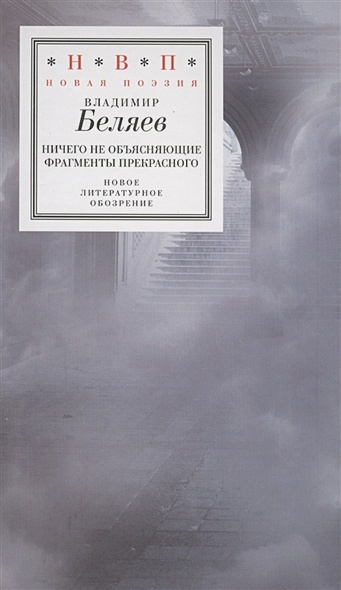 * Н * В * П *
НОВАЯ ПОЭЗИЯ
ВЛАДИМИР
Беляев
НИЧЕГО НЕ ОБЪЯСНЯЮЩИЕ
ФРАГМЕНТЫ ПРЕКРАСНОГО
НОВОЕ
ЛИТЕРАТУРНОЕ
ОБОЗРЕНИЕ